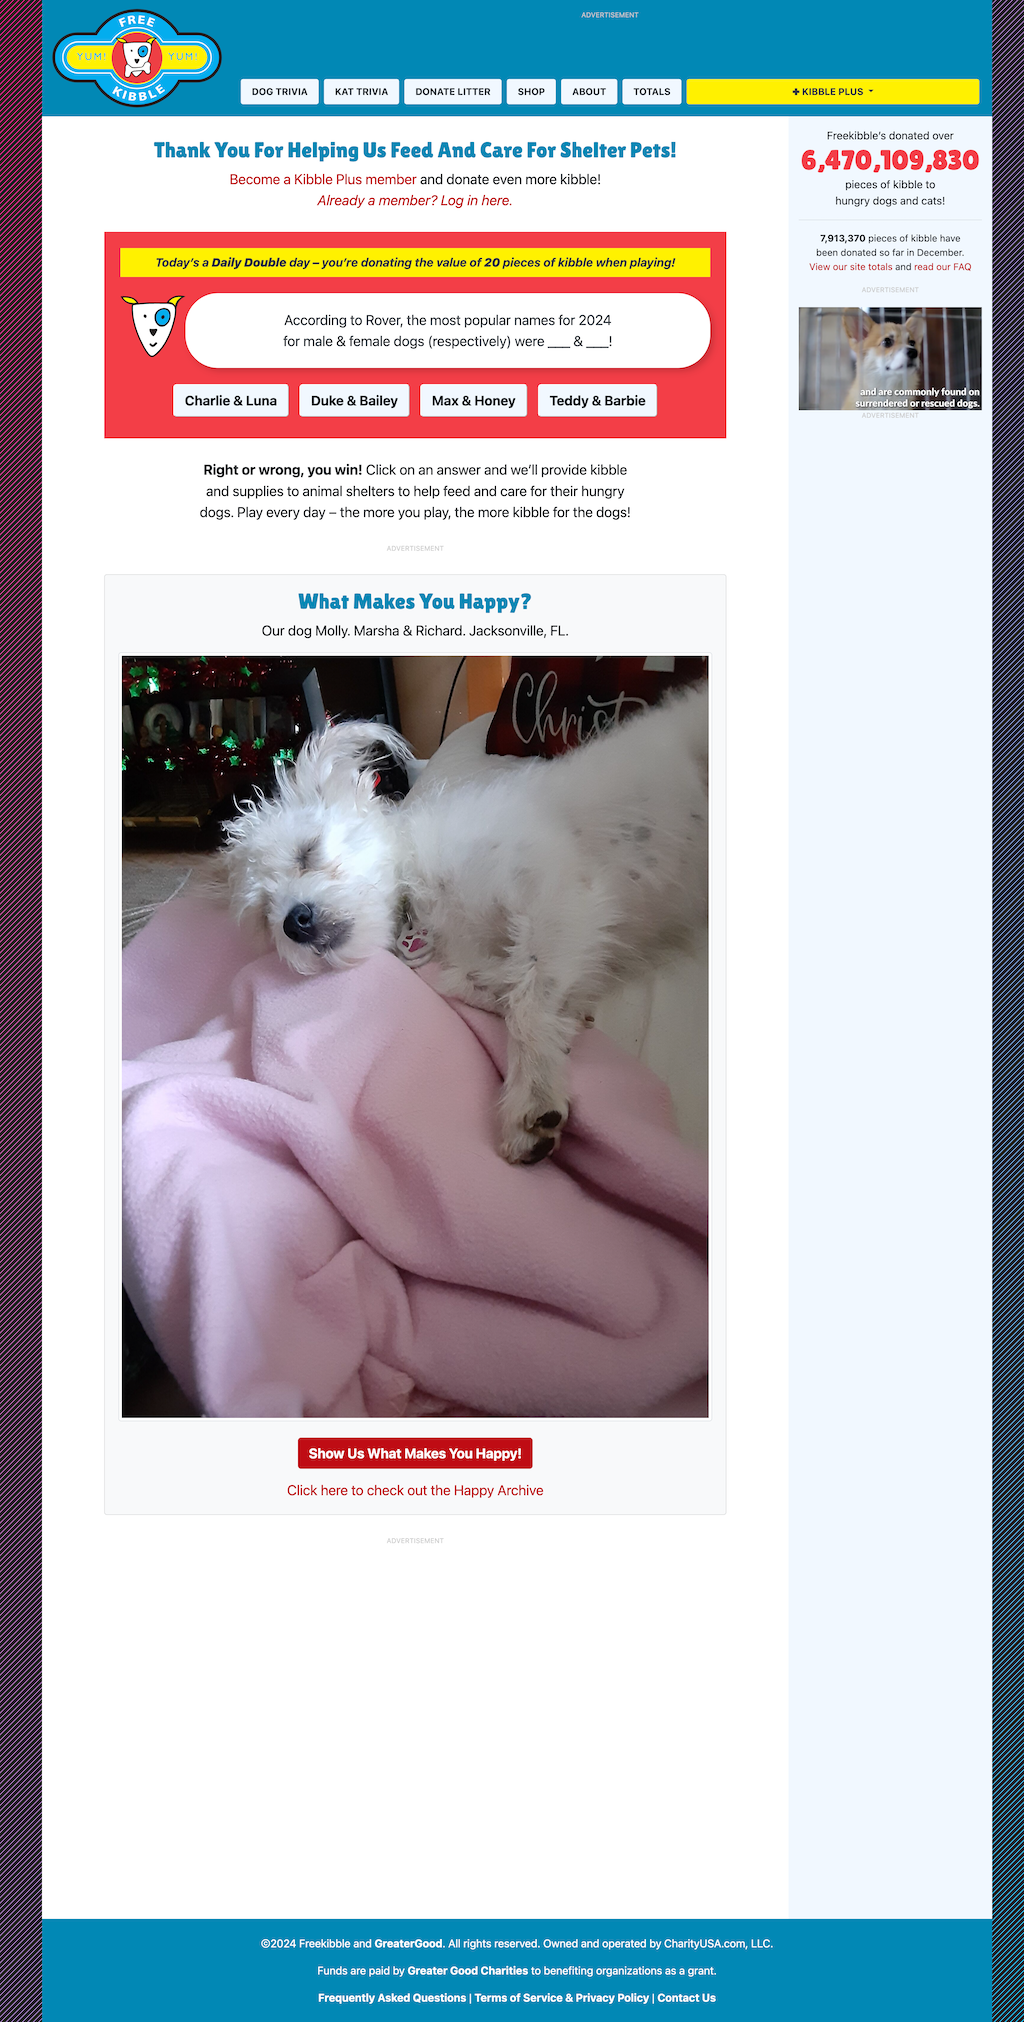 FREE
YUM! YUM!
KIBBLE
ADVERTISEMENT
DOG TRIVIA
KAT TRIVIA
DONATE LITTER
SHOP
ABOUT
TOTALS
✚ KIBBLE PLUS
Thank You For Helping Us Feed And Care For Shelter Pets!
Become a Kibble Plus member and donate even more kibble!
Already a member? Log in here.
Today's a Daily Double day – you're donating the value of 20 pieces of kibble when playing!
According to Rover, the most popular names for 2024
for male & female dogs (respectively) were ___ & ___!
Charlie & Luna
Duke & Bailey
Max & Honey
Teddy & Barbie
Right or wrong, you win! Click on an answer and we'll provide kibble
and supplies to animal shelters to help feed and care for their hungry
dogs. Play every day – the more you play, the more kibble for the dogs!
ADVERTISEMENT
What Makes You Happy?
Our dog Molly. Marsha & Richard. Jacksonville, FL.
Christ
Show Us What Makes You Happy!
Click here to check out the Happy Archive
ADVERTISEMENT
Freekibble's donated over
6,470,109,830
pieces of kibble to
hungry dogs and cats!
7,913,370 pieces of kibble have
been donated so far in December.
View our site totals and read our FAQ
ADVERTISEMENT
and are commonly found on
surrendered or rescued dogs.
ADVERTISEMENT
©2024 Freekibble and GreaterGood. All rights reserved. Owned and operated by CharityUSA.com, LLC.
Funds are paid by Greater Good Charities to benefiting organizations as a grant.
Frequently Asked Questions | Terms of Service & Privacy Policy | Contact Us